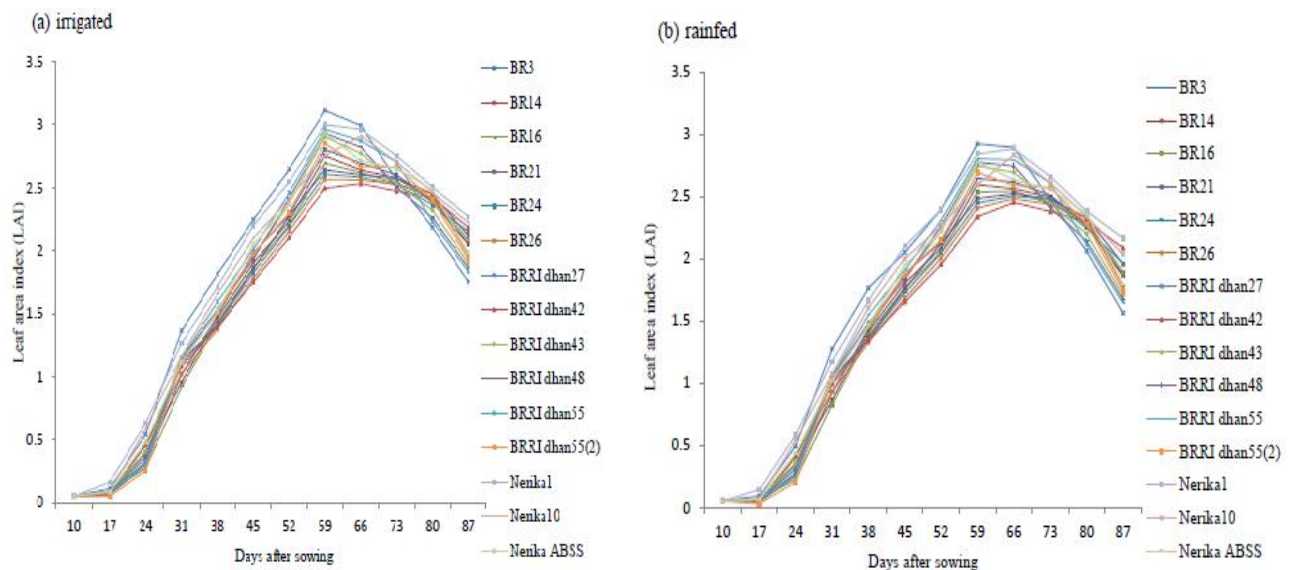 (a) irrigated
Leaf area index (LAI)
3.5
3
2.5
2
1.5
1
0.5
0
10 17 24 31 38 45 52 59 66 73 80 87
Days after sowing
BR3
BR14
BR16
BR21
BR24
BR26
BRRI dhan27
BRRI dhan42
BRRI dhan43
BRRI dhan48
BRRI dhan55
BRRI dhan55(2)
Nerika1
Nerika10
Nerika ABSS
(b) rainfed
Leaf area index (LAI)
3.5
3
2.5
2
1.5
1
0.5
0
10 17 24 31 38 45 52 59 66 73 80 87
Days after sowing
BR3
BR14
BR16
BR21
BR24
BR26
BRRI dhan27
BRRI dhan42
BRRI dhan43
BRRI dhan48
BRRI dhan55
BRRI dhan55(2)
Nerika1
Nerika10
Nerika ABSS